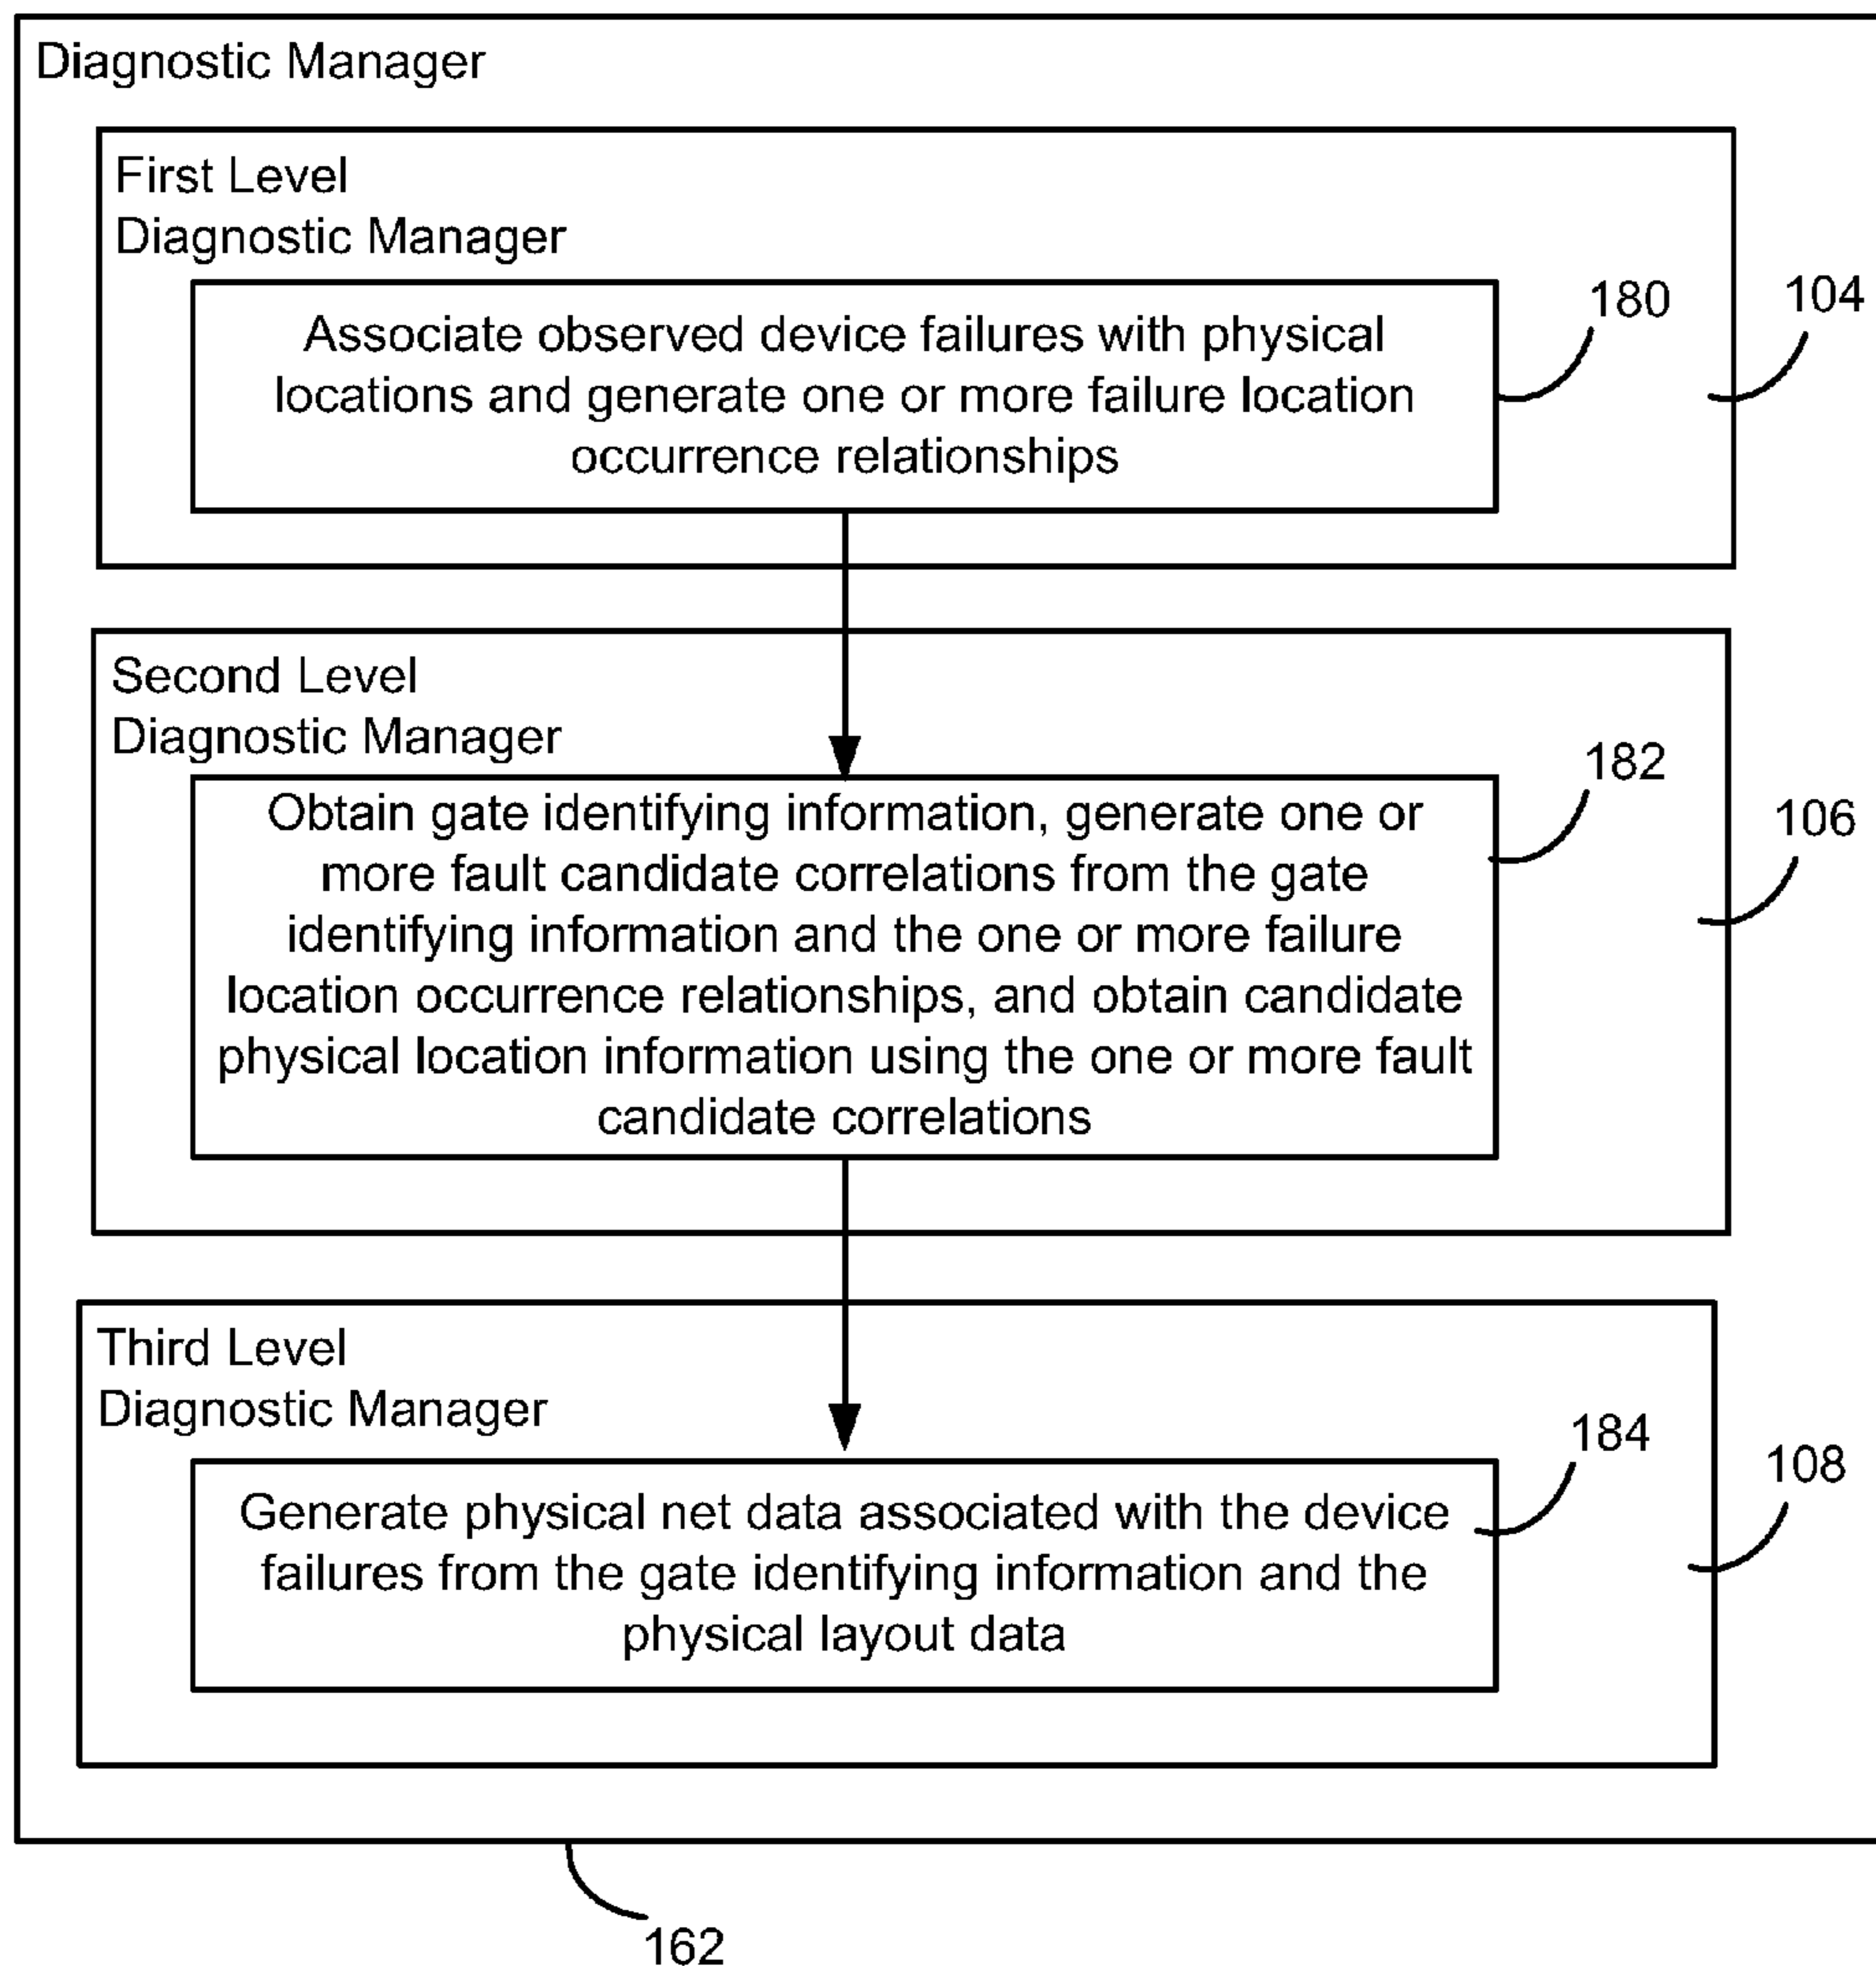 Diagnostic Manager
First Level
Diagnostic Manager
Associate observed device failures with physical
locations and generate one or more failure location
occurrence relationships
180
104
Second Level
Diagnostic Manager
Obtain gate identifying information, generate one or
more fault candidate correlations from the gate
identifying information and the one or more failure
location occurrence relationships, and obtain candidate
physical location information using the one or more fault
candidate correlations
182
106
Third Level
Diagnostic Manager
Generate physical net data associated with the device
failures from the gate identifying information and the
physical layout data
184
108
162